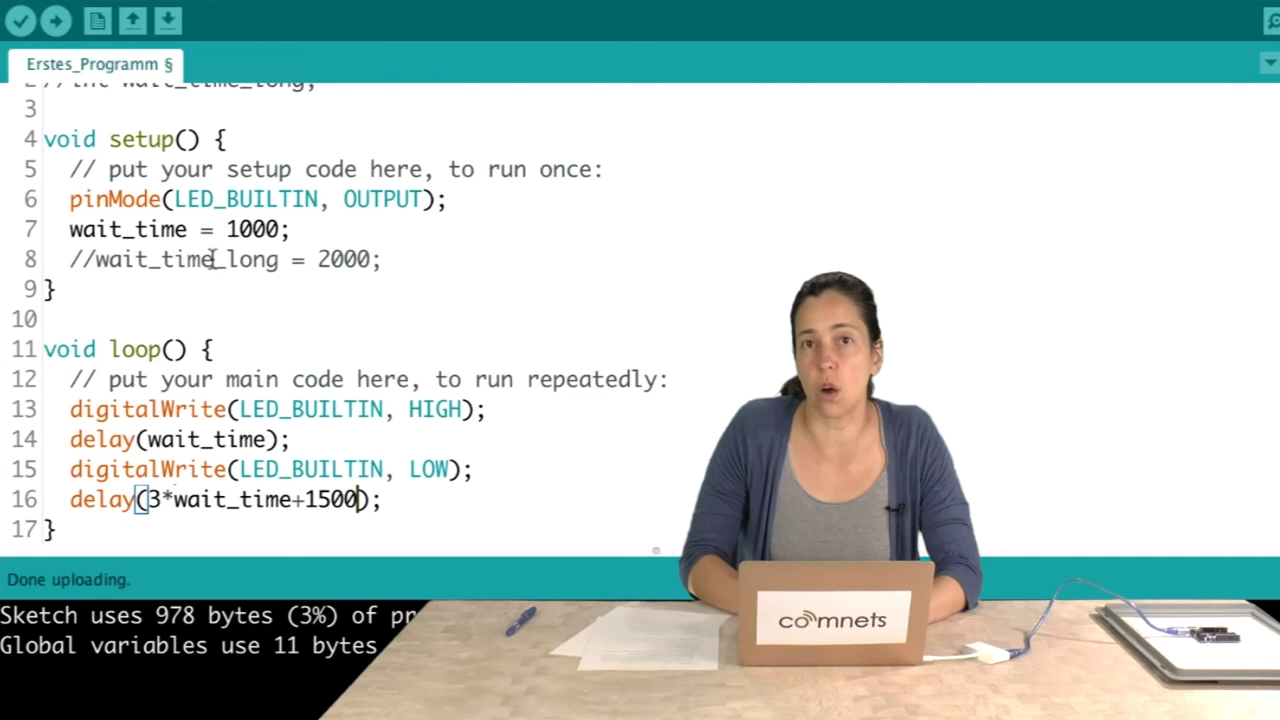 Erstes_Programm §
2 //int wait_time_long;
3
4 void setup() {
5 // put your setup code here, to run once:
6 pinMode(LED_BUILTIN, OUTPUT);
7 wait_time = 1000;
8 //wait_time_long = 2000;
9 }
10
11 void loop() {
12 // put your main code here, to run repeatedly:
13 digitalWrite(LED_BUILTIN, HIGH);
14 delay(wait_time);
15 digitalWrite(LED_BUILTIN, LOW);
16 delay(3*wait_time+1500);
17 }
Done uploading.
Sketch uses 978 bytes (3%) of pr
Global variables use 11 bytes
comnets